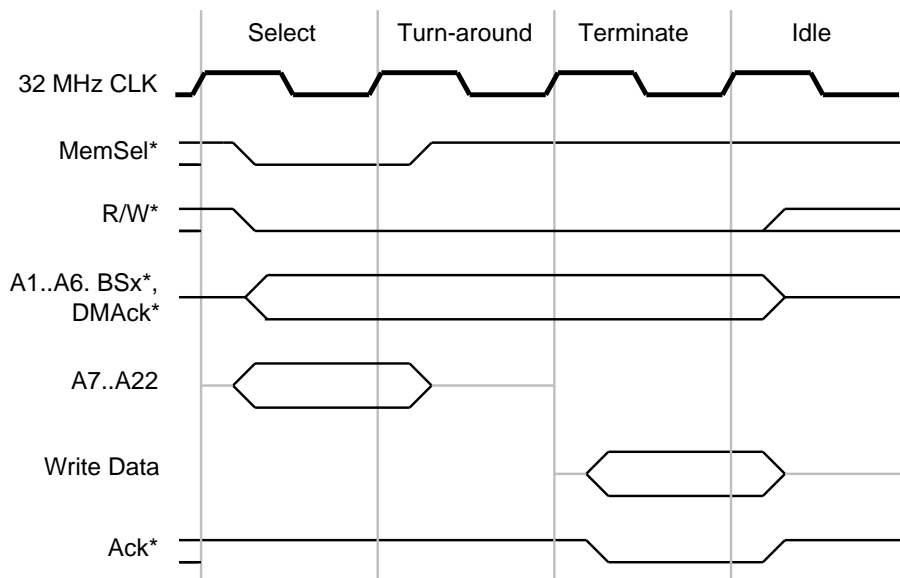 Select Turn-around Terminate Idle
32 MHz CLK
MemSel*
R/W*
A1..A6. BSx*,
DMAck*
A7..A22
Write Data
Ack*